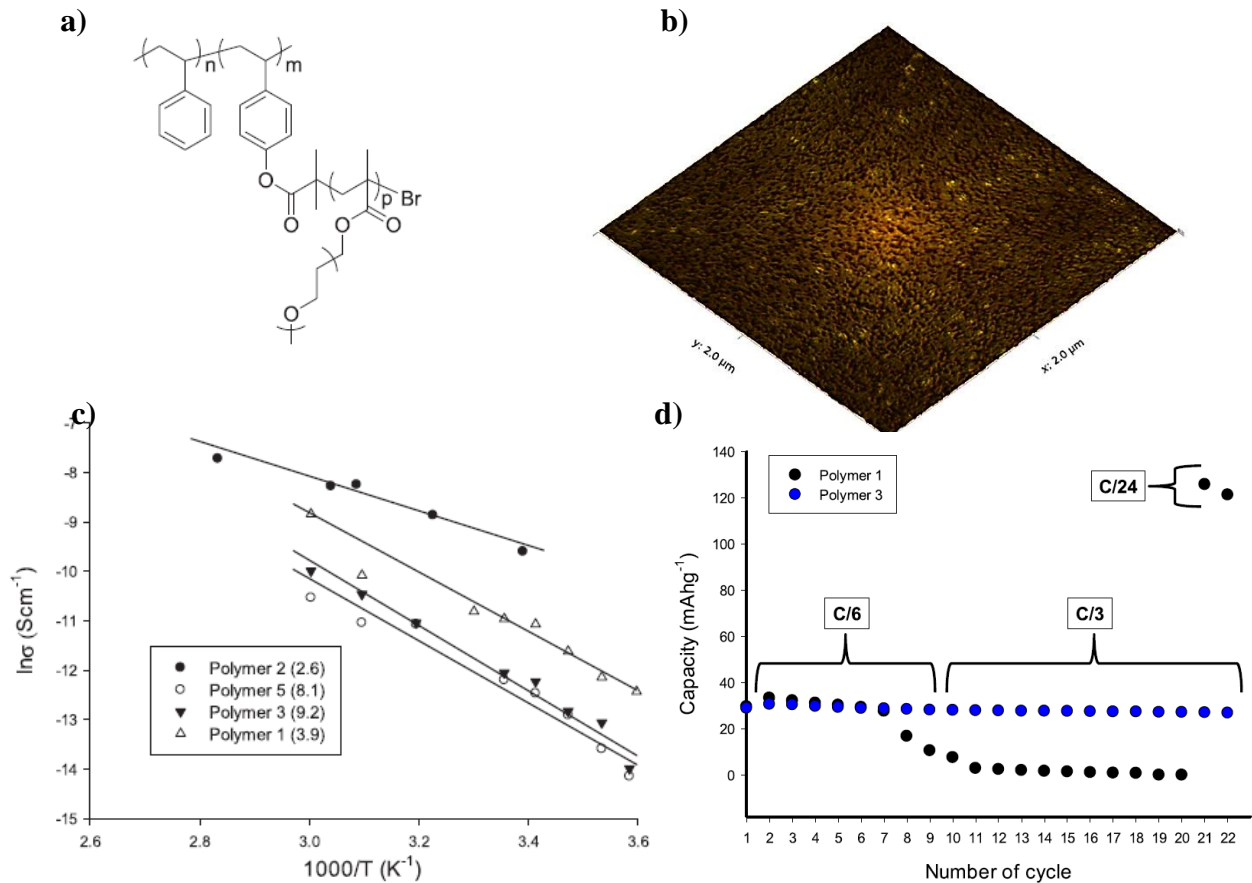 a)
n
m
O
O
p
Br
O
O
O
b)
y: 2.0 µm
x: 2.0 µm
c)
-7
-8
-9
-10
-11
-12
-13
-14
-15
lnσ (Scm⁻¹)
Polymer 2 (2.6)
Polymer 5 (8.1)
Polymer 3 (9.2)
Polymer 1 (3.9)
2.6 2.8 3.0 3.2 3.4 3.6
1000/T (K⁻¹)
d)
140
120
100
80
60
40
20
0
Capacity (mAhg⁻¹)
Polymer 1
Polymer 3
C/24
C/6
C/3
1 2 3 4 5 6 7 8 9 10 11 12 13 14 15 16 17 18 19 20 21 22
Number of cycle